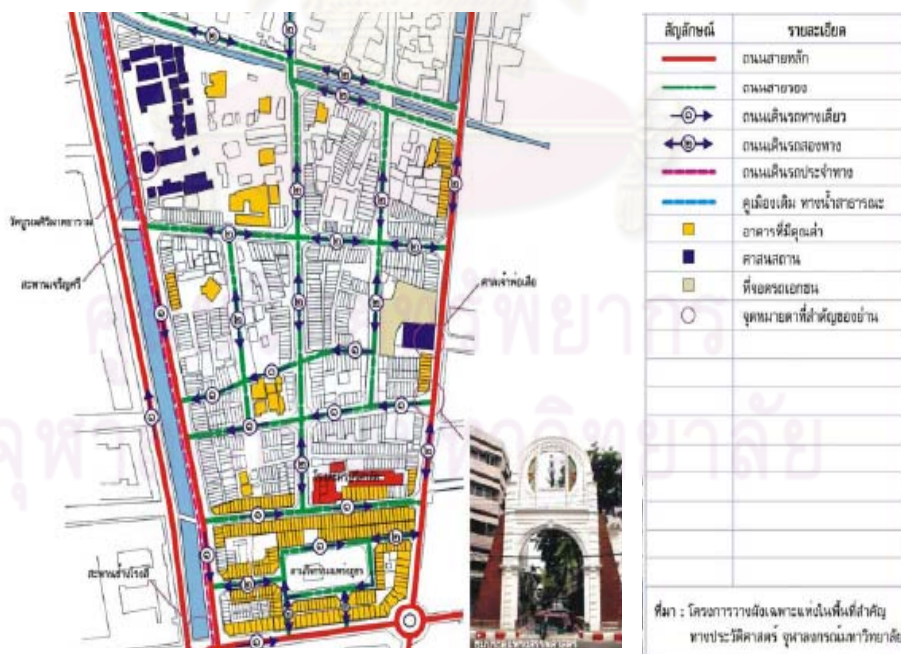 วัดบุรณศิริมาตยาราม
สะพานเจริญศรี
ศาลเจ้าพ่อเสือ
สะพานช้างโรงสี
สัญลักษณ์ รายละเอียด
ถนนสายหลัก
ถนนสายรอง
๑ ถนนเดินรถทางเดียว
๒ ถนนเดินรถสองทาง
ถนนเดินรถประจำทาง
คูเมืองเดิม ทางน้ำสาธารณะ
อาคารที่มีคุณค่า
ศาสนสถาน
ที่จอดรถเอกชน
จุดหมายตาที่สำคัญของย่าน
ที่มา : โครงการวางผังเฉพาะแห่งในพื้นที่สำคัญ
ทางประวัติศาสตร์ จุฬาลงกรณ์มหาวิทยาลัย